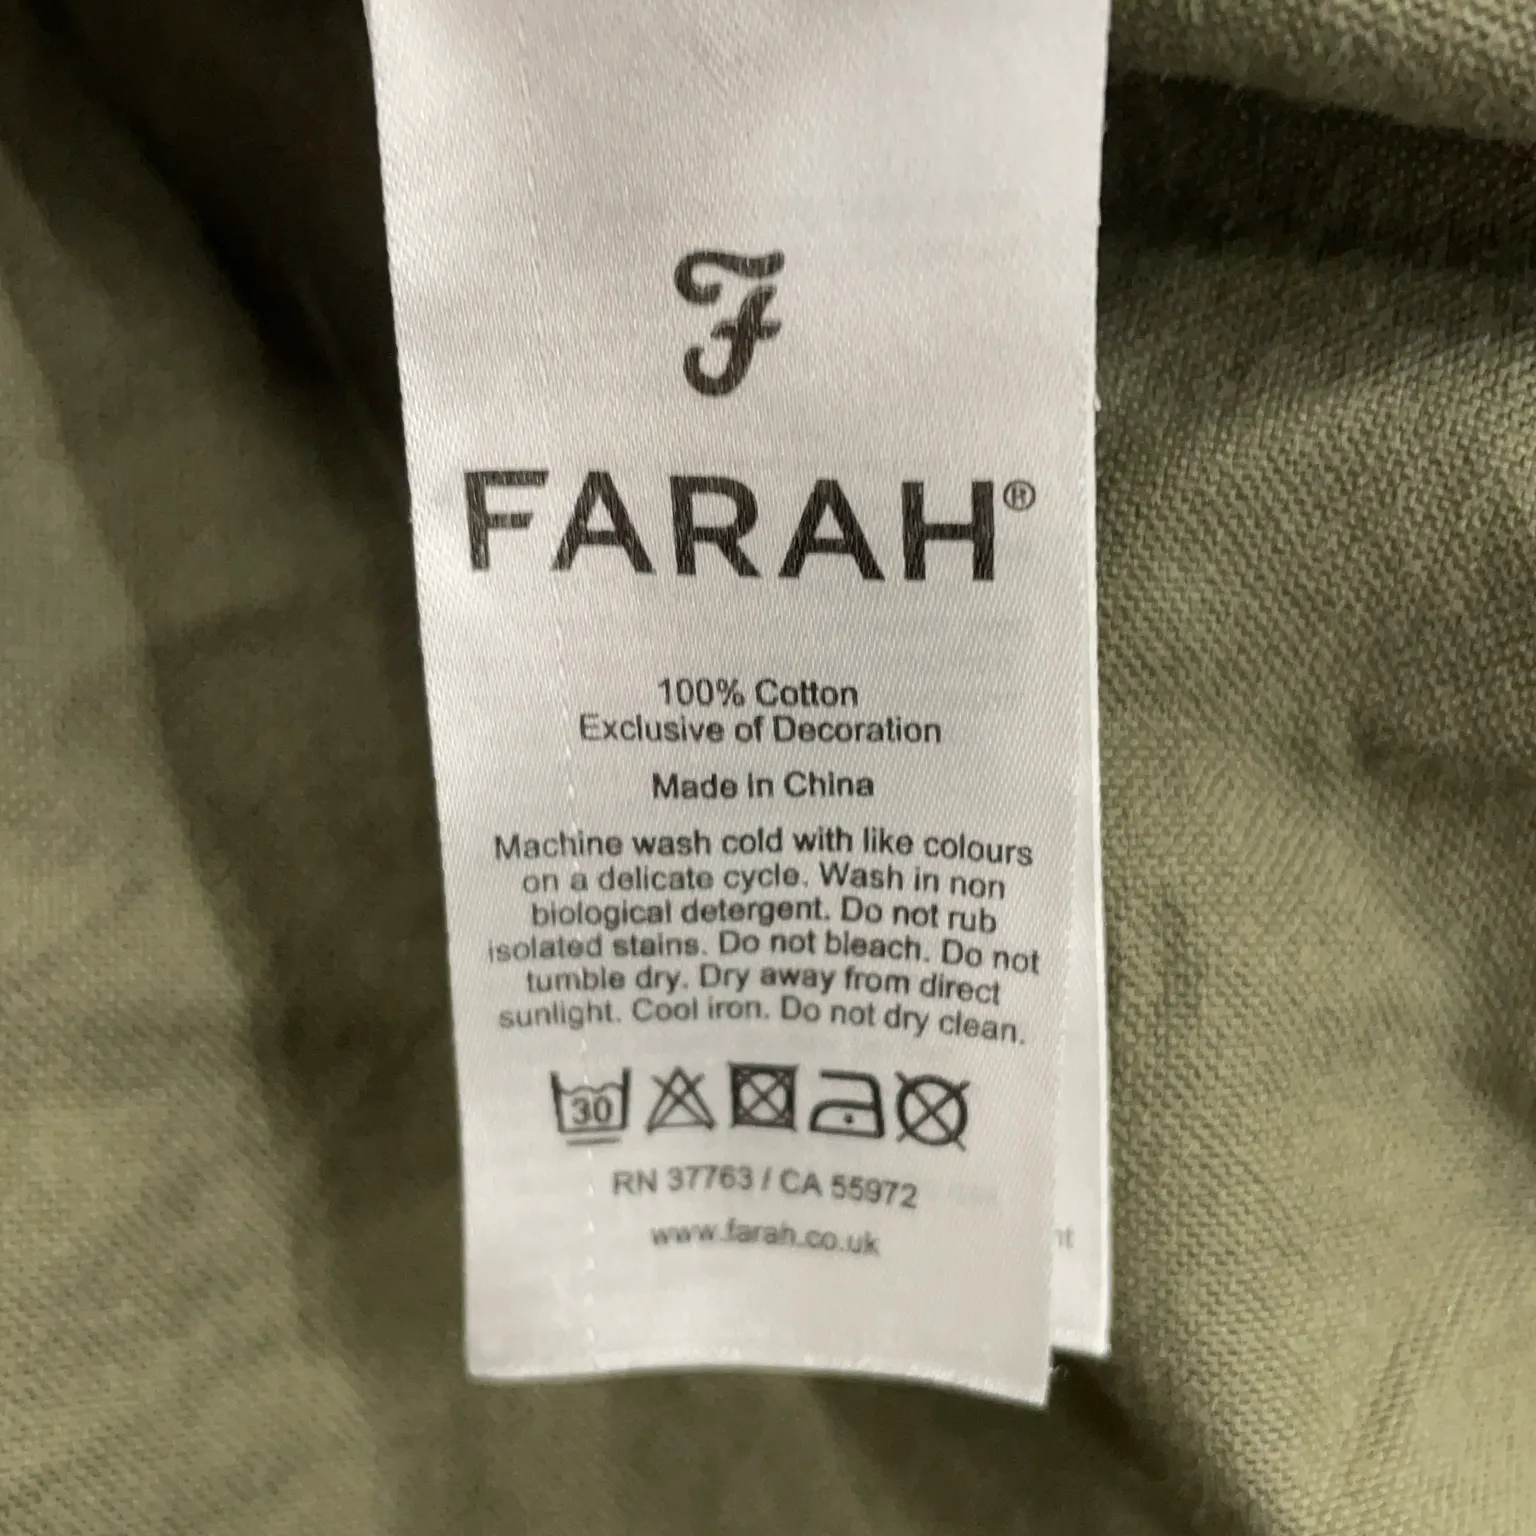 F
FARAH®
100% Cotton
Exclusive of Decoration
Made in China
Machine wash cold with like colours
on a delicate cycle. Wash in non
biological detergent. Do not rub
isolated stains. Do not bleach. Do not
tumble dry. Dry away from direct
sunlight. Cool iron. Do not dry clean.
30
RN 37763 / CA 55972
www.farah.co.uk
nt